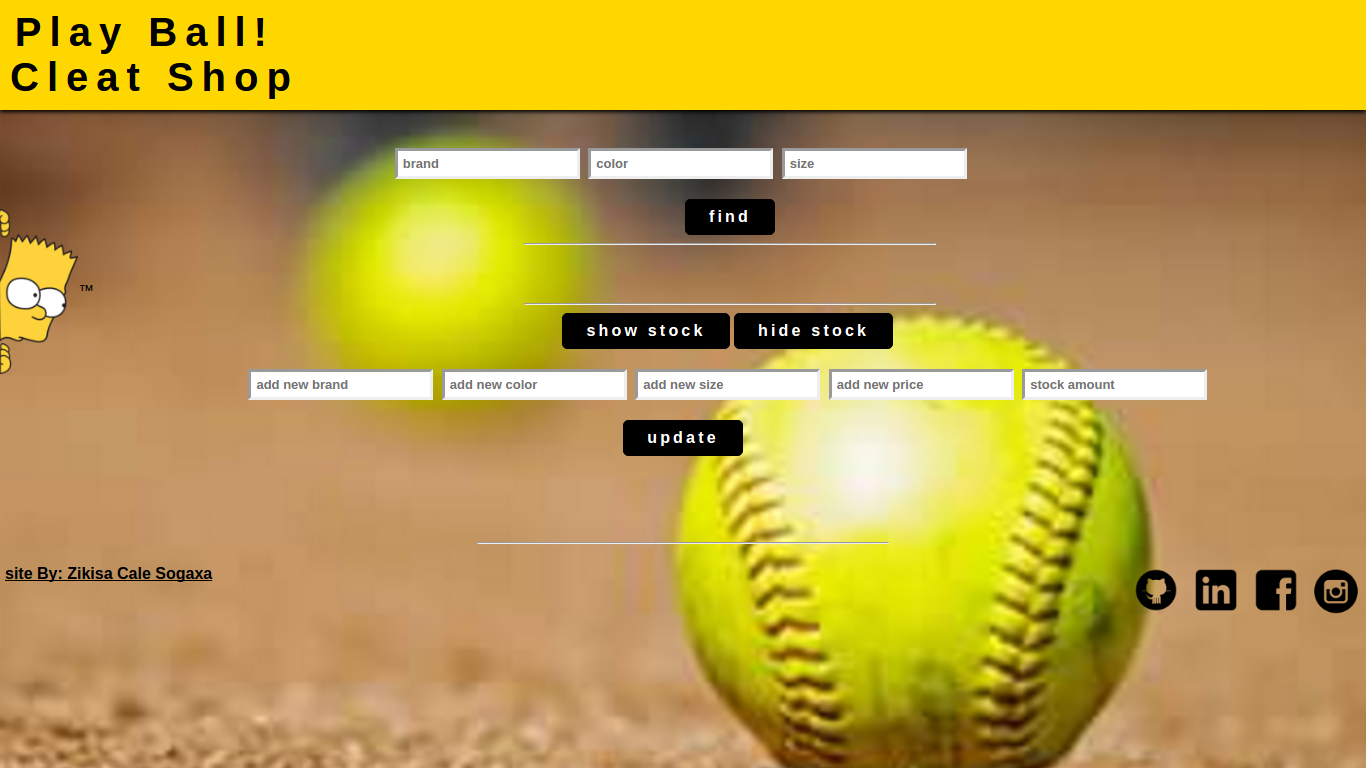 Play Ball!
Cleat Shop
brand color size
find
™
show stock hide stock
add new brand add new color add new size add new price stock amount
update
site By: Zikisa Cale Sogaxa
in f